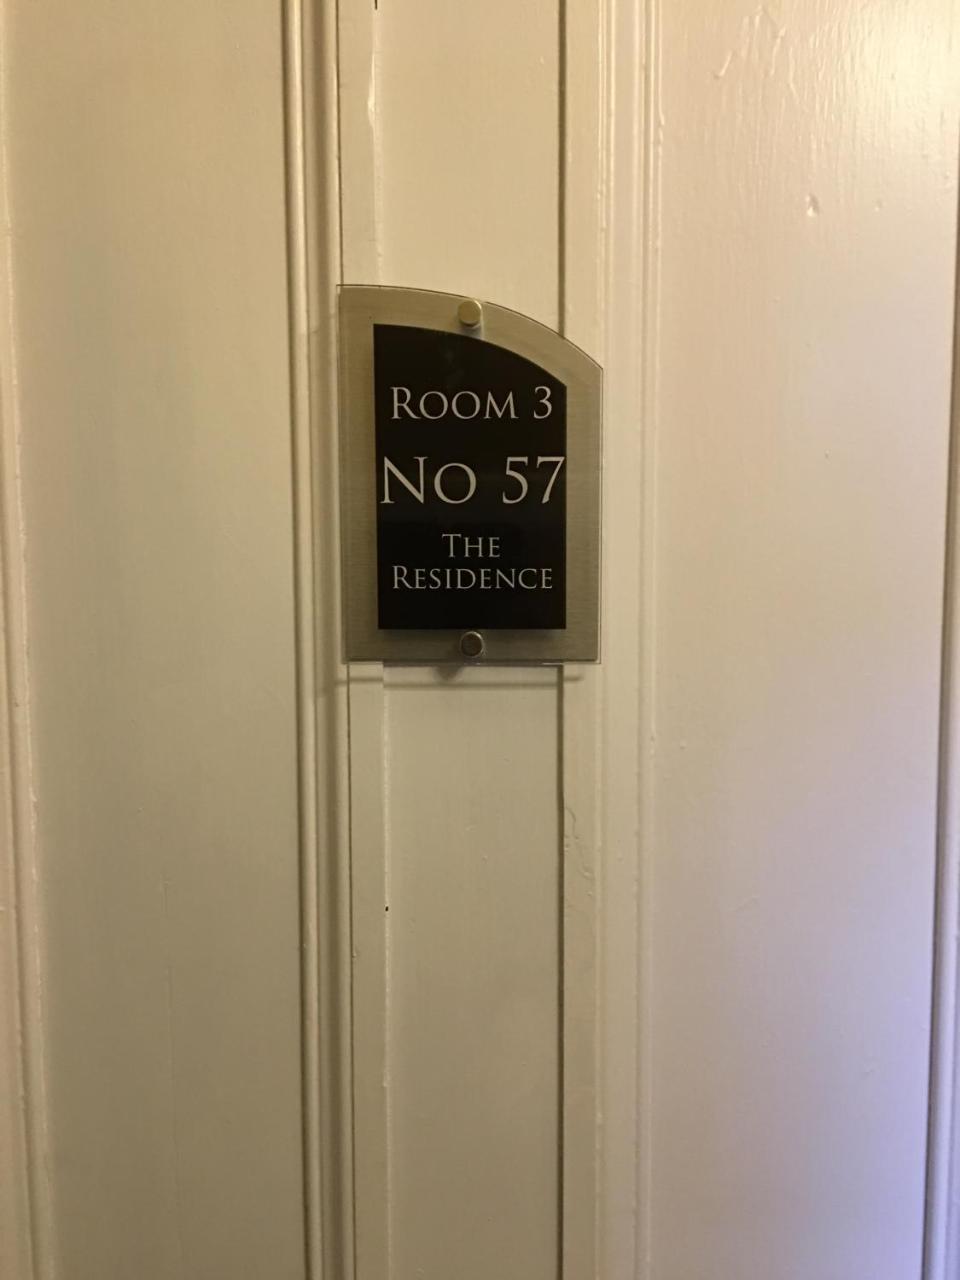 Room 3
No 57
The
Residence